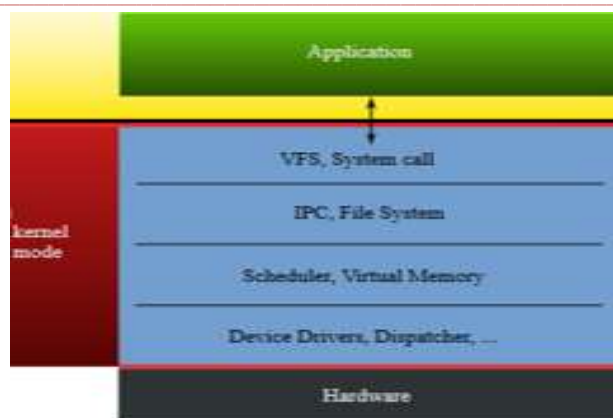 Application
VFS, System call
IPC, File System
kernel
mode
Scheduler, Virtual Memory
Device Drivers, Dispatcher, ...
Hardware